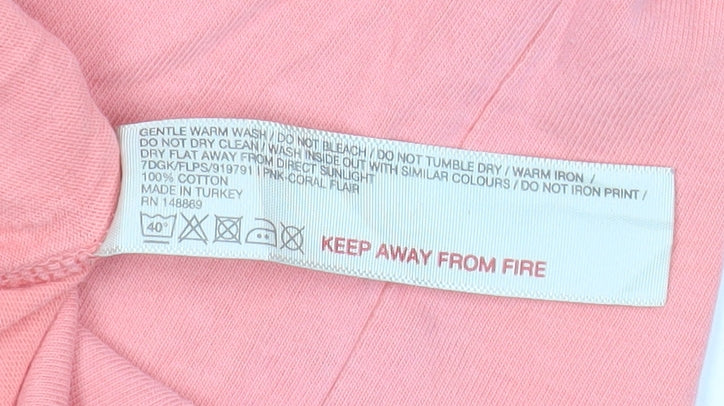 GENTLE WARM WASH / DO NOT BLEACH / DO NOT TUMBLE DRY / WARM IRON /
DO NOT DRY CLEAN / WASH INSIDE OUT WITH SIMILAR COLOURS / DO NOT IRON PRINT /
DRY FLAT AWAY FROM DIRECT SUNLIGHT
7DGK/FLPS/919791 | PNK-CORAL FLAIR
100% COTTON
MADE IN TURKEY
RN 148869
40°
KEEP AWAY FROM FIRE